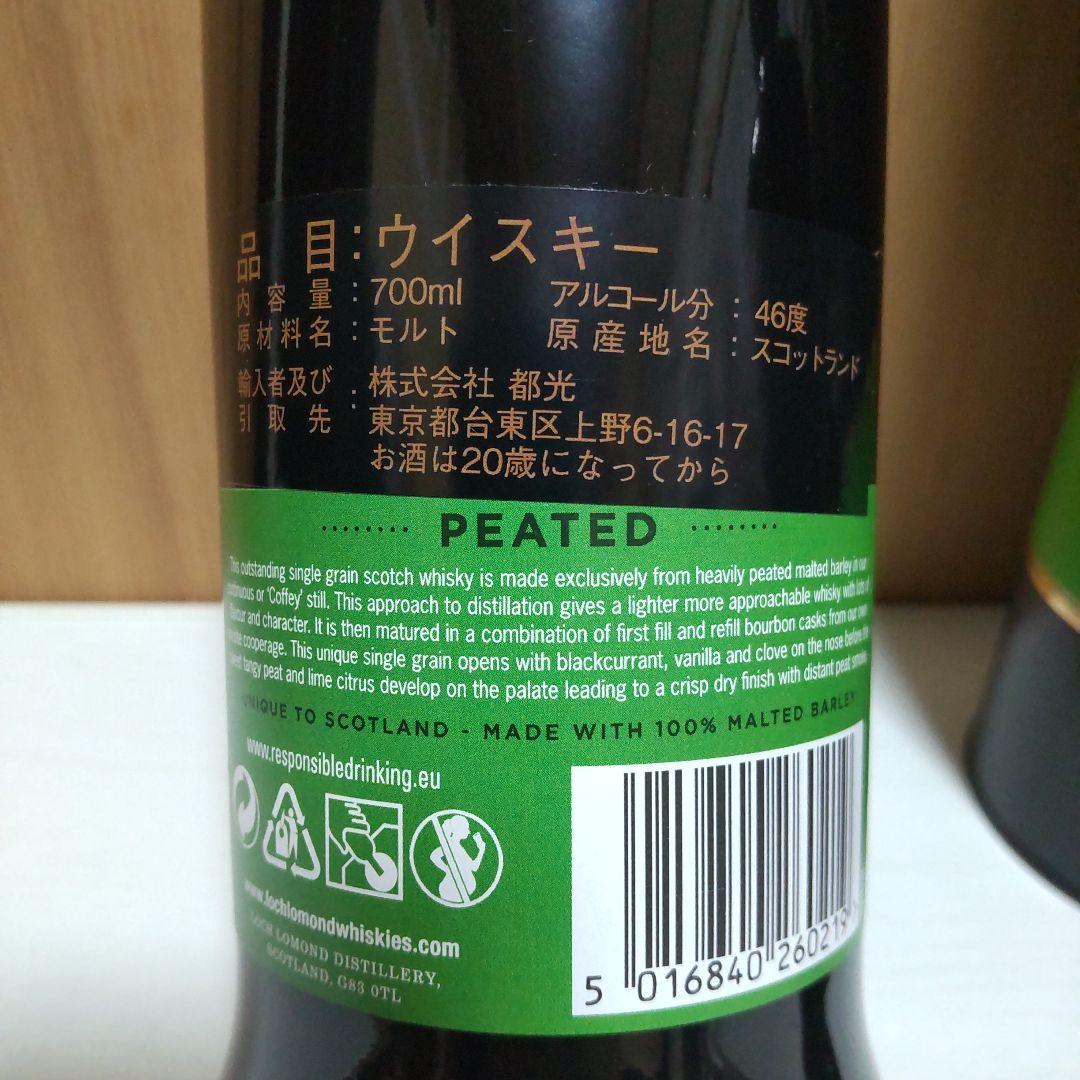 品 目:ウイスキー
内容量:700ml アルコール分:46度
原材料名:モルト 原産地名:スコットランド
輸入者及び引取先:株式会社 都光
東京都台東区上野6-16-17
お酒は20歳になってから
PEATED
This outstanding single grain scotch whisky is made exclusively from heavily peated malted barley in our
continuous or 'Coffey' still. This approach to distillation gives a lighter more approachable whisky with lots of
flavour and character. It is then matured in a combination of first fill and refill bourbon casks from our own
cooperage. This unique single grain opens with blackcurrant, vanilla and clove on the nose before the
sweet tangy peat and lime citrus develop on the palate leading to a crisp dry finish with distant peat smoke.
UNIQUE TO SCOTLAND - MADE WITH 100% MALTED BARLEY
www.responsibledrinking.eu
www.lochlomondwhiskies.com
LOCH LOMOND DISTILLERY,
SCOTLAND, G83 0TL
5 016840 260219